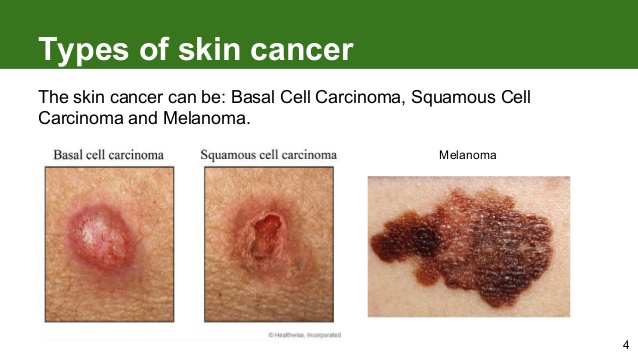 Types of skin cancer
The skin cancer can be: Basal Cell Carcinoma, Squamous Cell
Carcinoma and Melanoma.
Basal cell carcinoma
Squamous cell carcinoma
Melanoma
© Healthwise, Incorporated
4